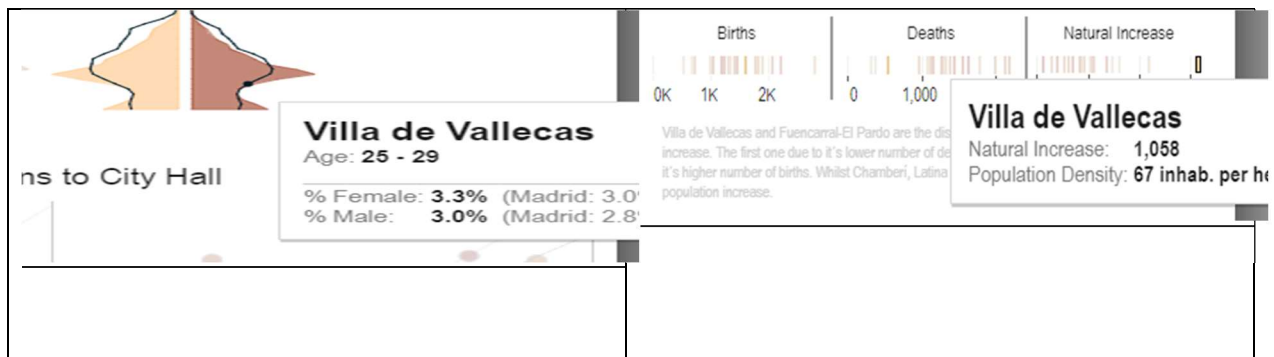 Villa de Vallecas
Age: 25 - 29
ns to City Hall
% Female: 3.3% (Madrid: 3.0
% Male: 3.0% (Madrid: 2.8
Births Deaths Natural Increase
0K 1K 2K 0 1,000
Villa de Vallecas and Fuencarral-El Pardo are the dis
increase. The first one due to it´s lower number of de
it´s higher number of births. Whilst Chamberí, Latina
population increase.
Villa de Vallecas
Natural Increase: 1,058
Population Density: 67 inhab. per he